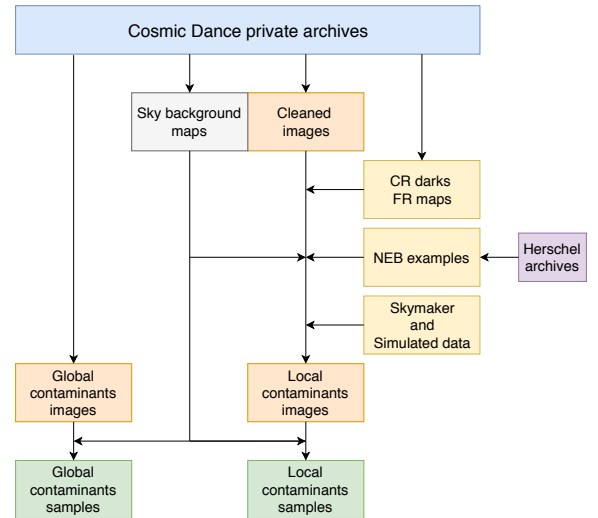 Cosmic Dance private archives
Sky background
maps
Cleaned
images
CR darks
FR maps
NEB examples
Herschel
archives
Skymaker
and
Simulated data
Global
contaminants
images
Local
contaminants
images
Global
contaminants
samples
Local
contaminants
samples